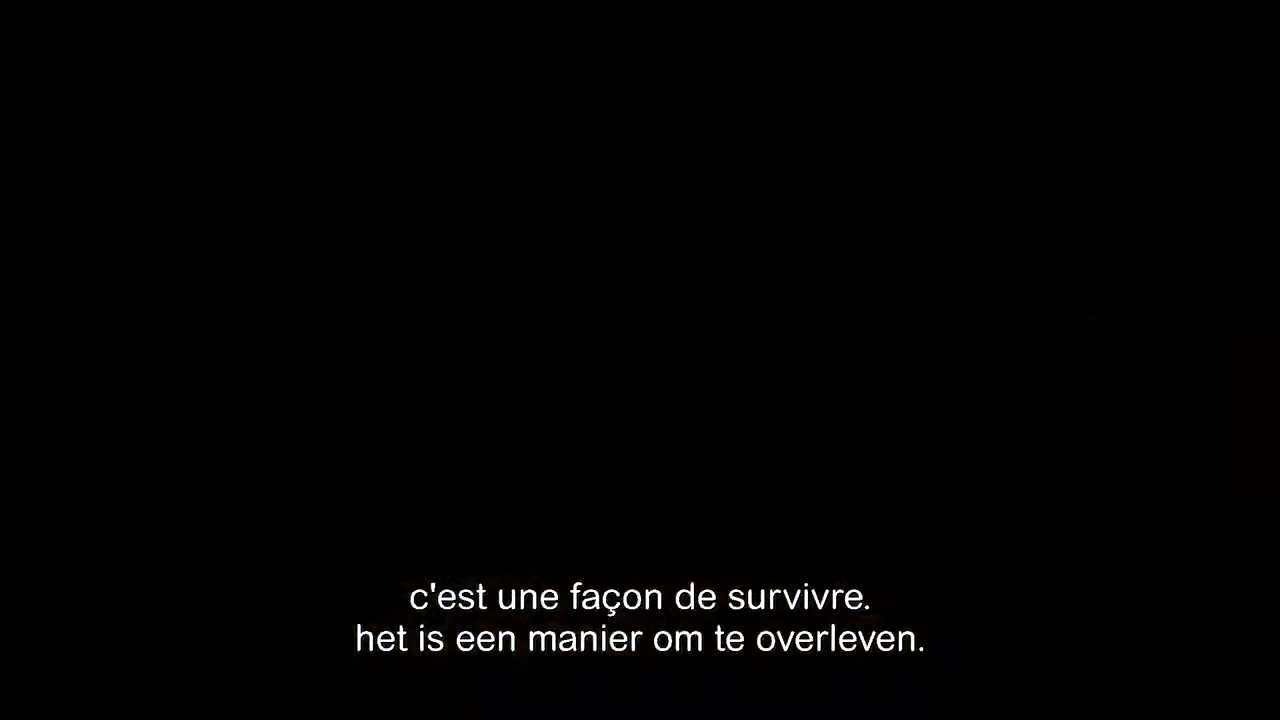 c'est une façon de survivre.
het is een manier om te overleven.